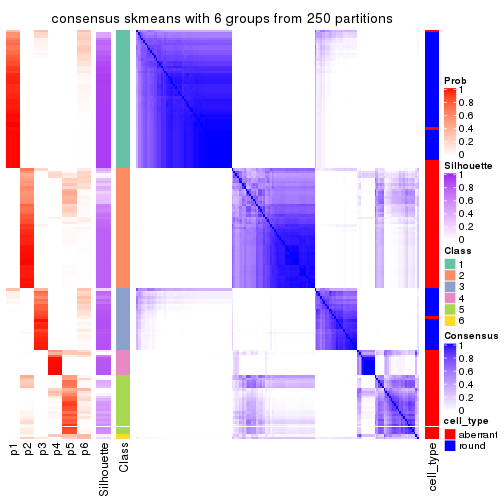 consensus skmeans with 6 groups from 250 partitions
Prob
1
0.8
0.6
0.4
0.2
0
Silhouette
1
0.8
0.6
0.4
0.2
0
Class
1
2
3
4
5
6
Consensus
1
0.8
0.6
0.4
0.2
0
cell_type
aberrant
round
p1
p2
p3
p4
p5
p6
Silhouette
Class
cell_type